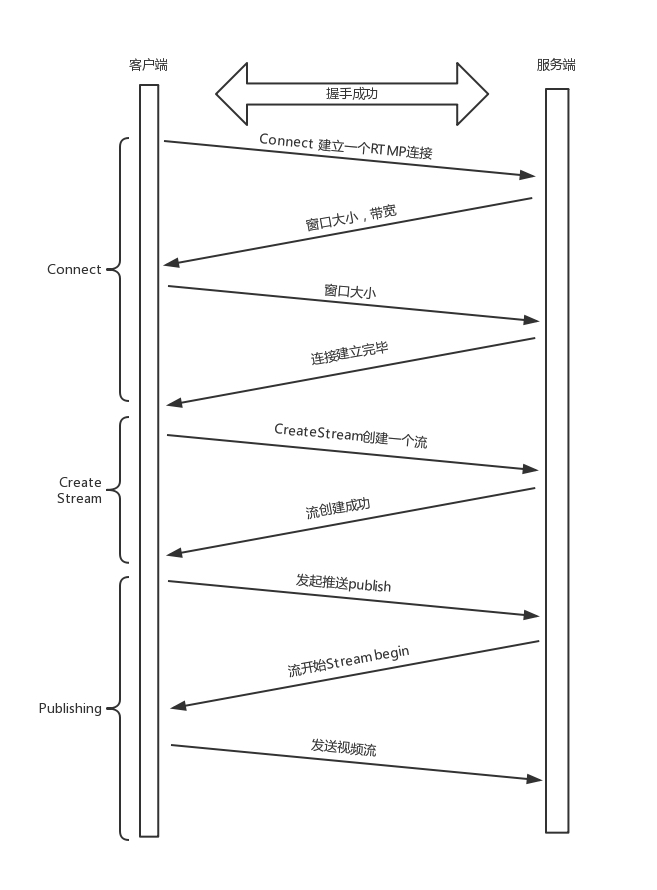 客户端
服务端
握手成功
Connect 建立一个RTMP连接
窗口大小，带宽
Connect
窗口大小
连接建立完毕
CreateStream创建一个流
Create
Stream
流创建成功
发起推送publish
流开始Stream begin
Publishing
发送视频流